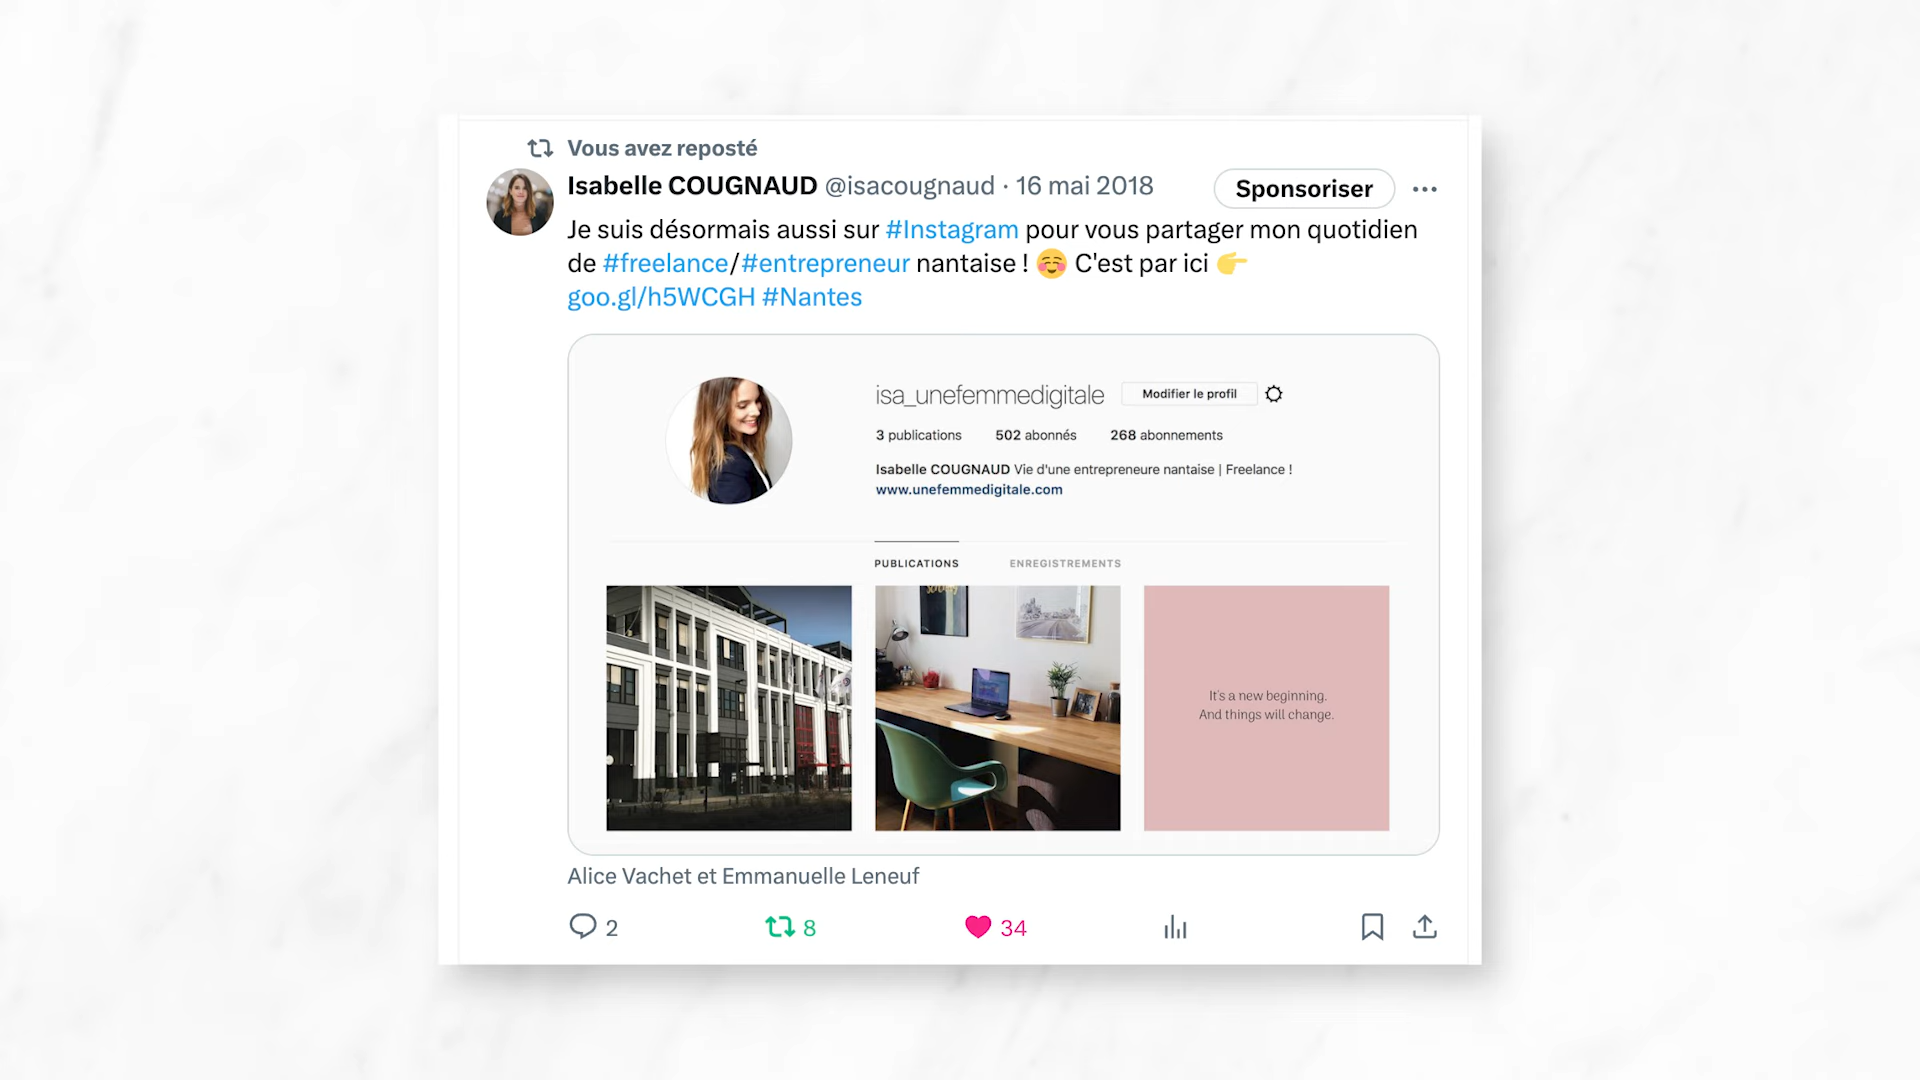 Vous avez reposté
Isabelle COUGNAUD @isacougnaud · 16 mai 2018
Sponsoriser
Je suis désormais aussi sur #Instagram pour vous partager mon quotidien
de #freelance/#entrepreneur nantaise ! ☺️ C'est par ici 👉
goo.gl/h5WCGH #Nantes
isa_unefemmedigitale
Modifier le profil
3 publications 502 abonnés 268 abonnements
Isabelle COUGNAUD Vie d'une entrepreneure nantaise | Freelance !
www.unefemmedigitale.com
PUBLICATIONS ENREGISTREMENTS
It's a new beginning.
And things will change.
Alice Vachet et Emmanuelle Leneuf
2 8 34